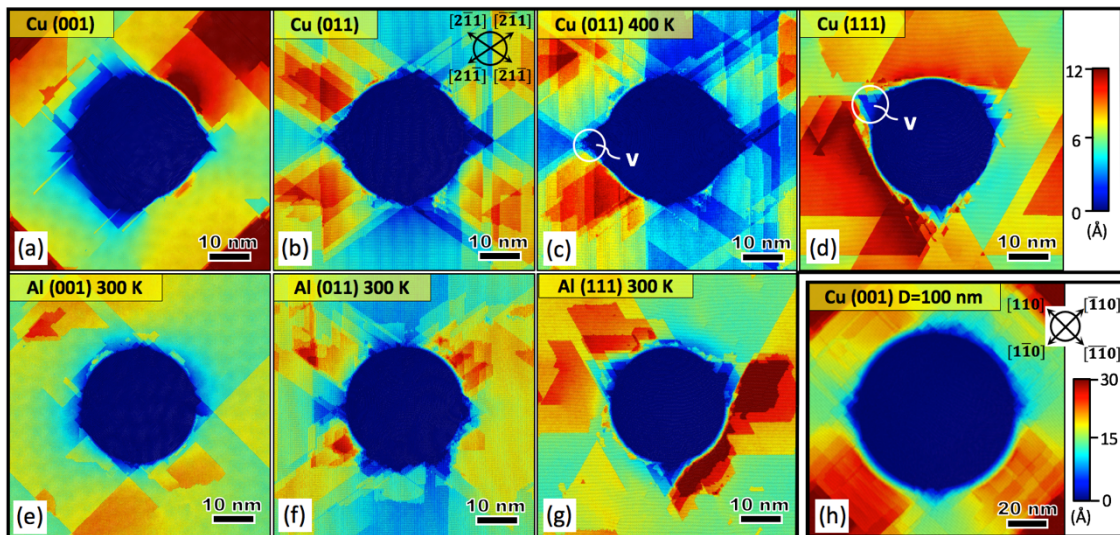 Cu (001)
10 nm
(a)
Cu (011)
[21̄1] [2̄1̄1]
[211̄] [2̄11̄]
10 nm
(b)
Cu (011) 400 K
V
10 nm
(c)
Cu (111)
V
10 nm
(d)
12
6
0
(Å)
Al (001) 300 K
10 nm
(e)
Al (011) 300 K
10 nm
(f)
Al (111) 300 K
10 nm
(g)
Cu (001) D=100 nm
[110] [1̄10]
[11̄0] [1̄1̄0]
20 nm
(h)
30
15
0
(Å)